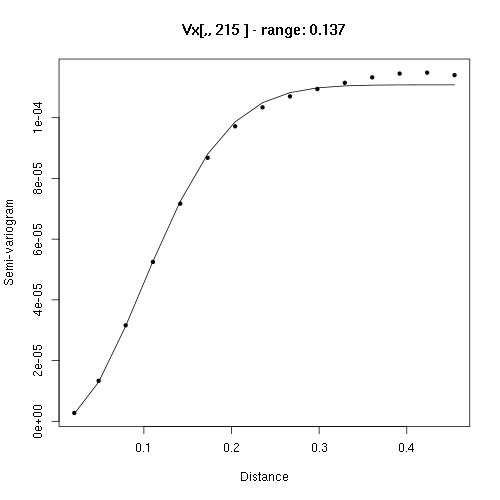 Vx[,, 215 ] - range: 0.137
Semi-variogram
1e-04
8e-05
6e-05
4e-05
2e-05
0e+00
0.1 0.2 0.3 0.4
Distance